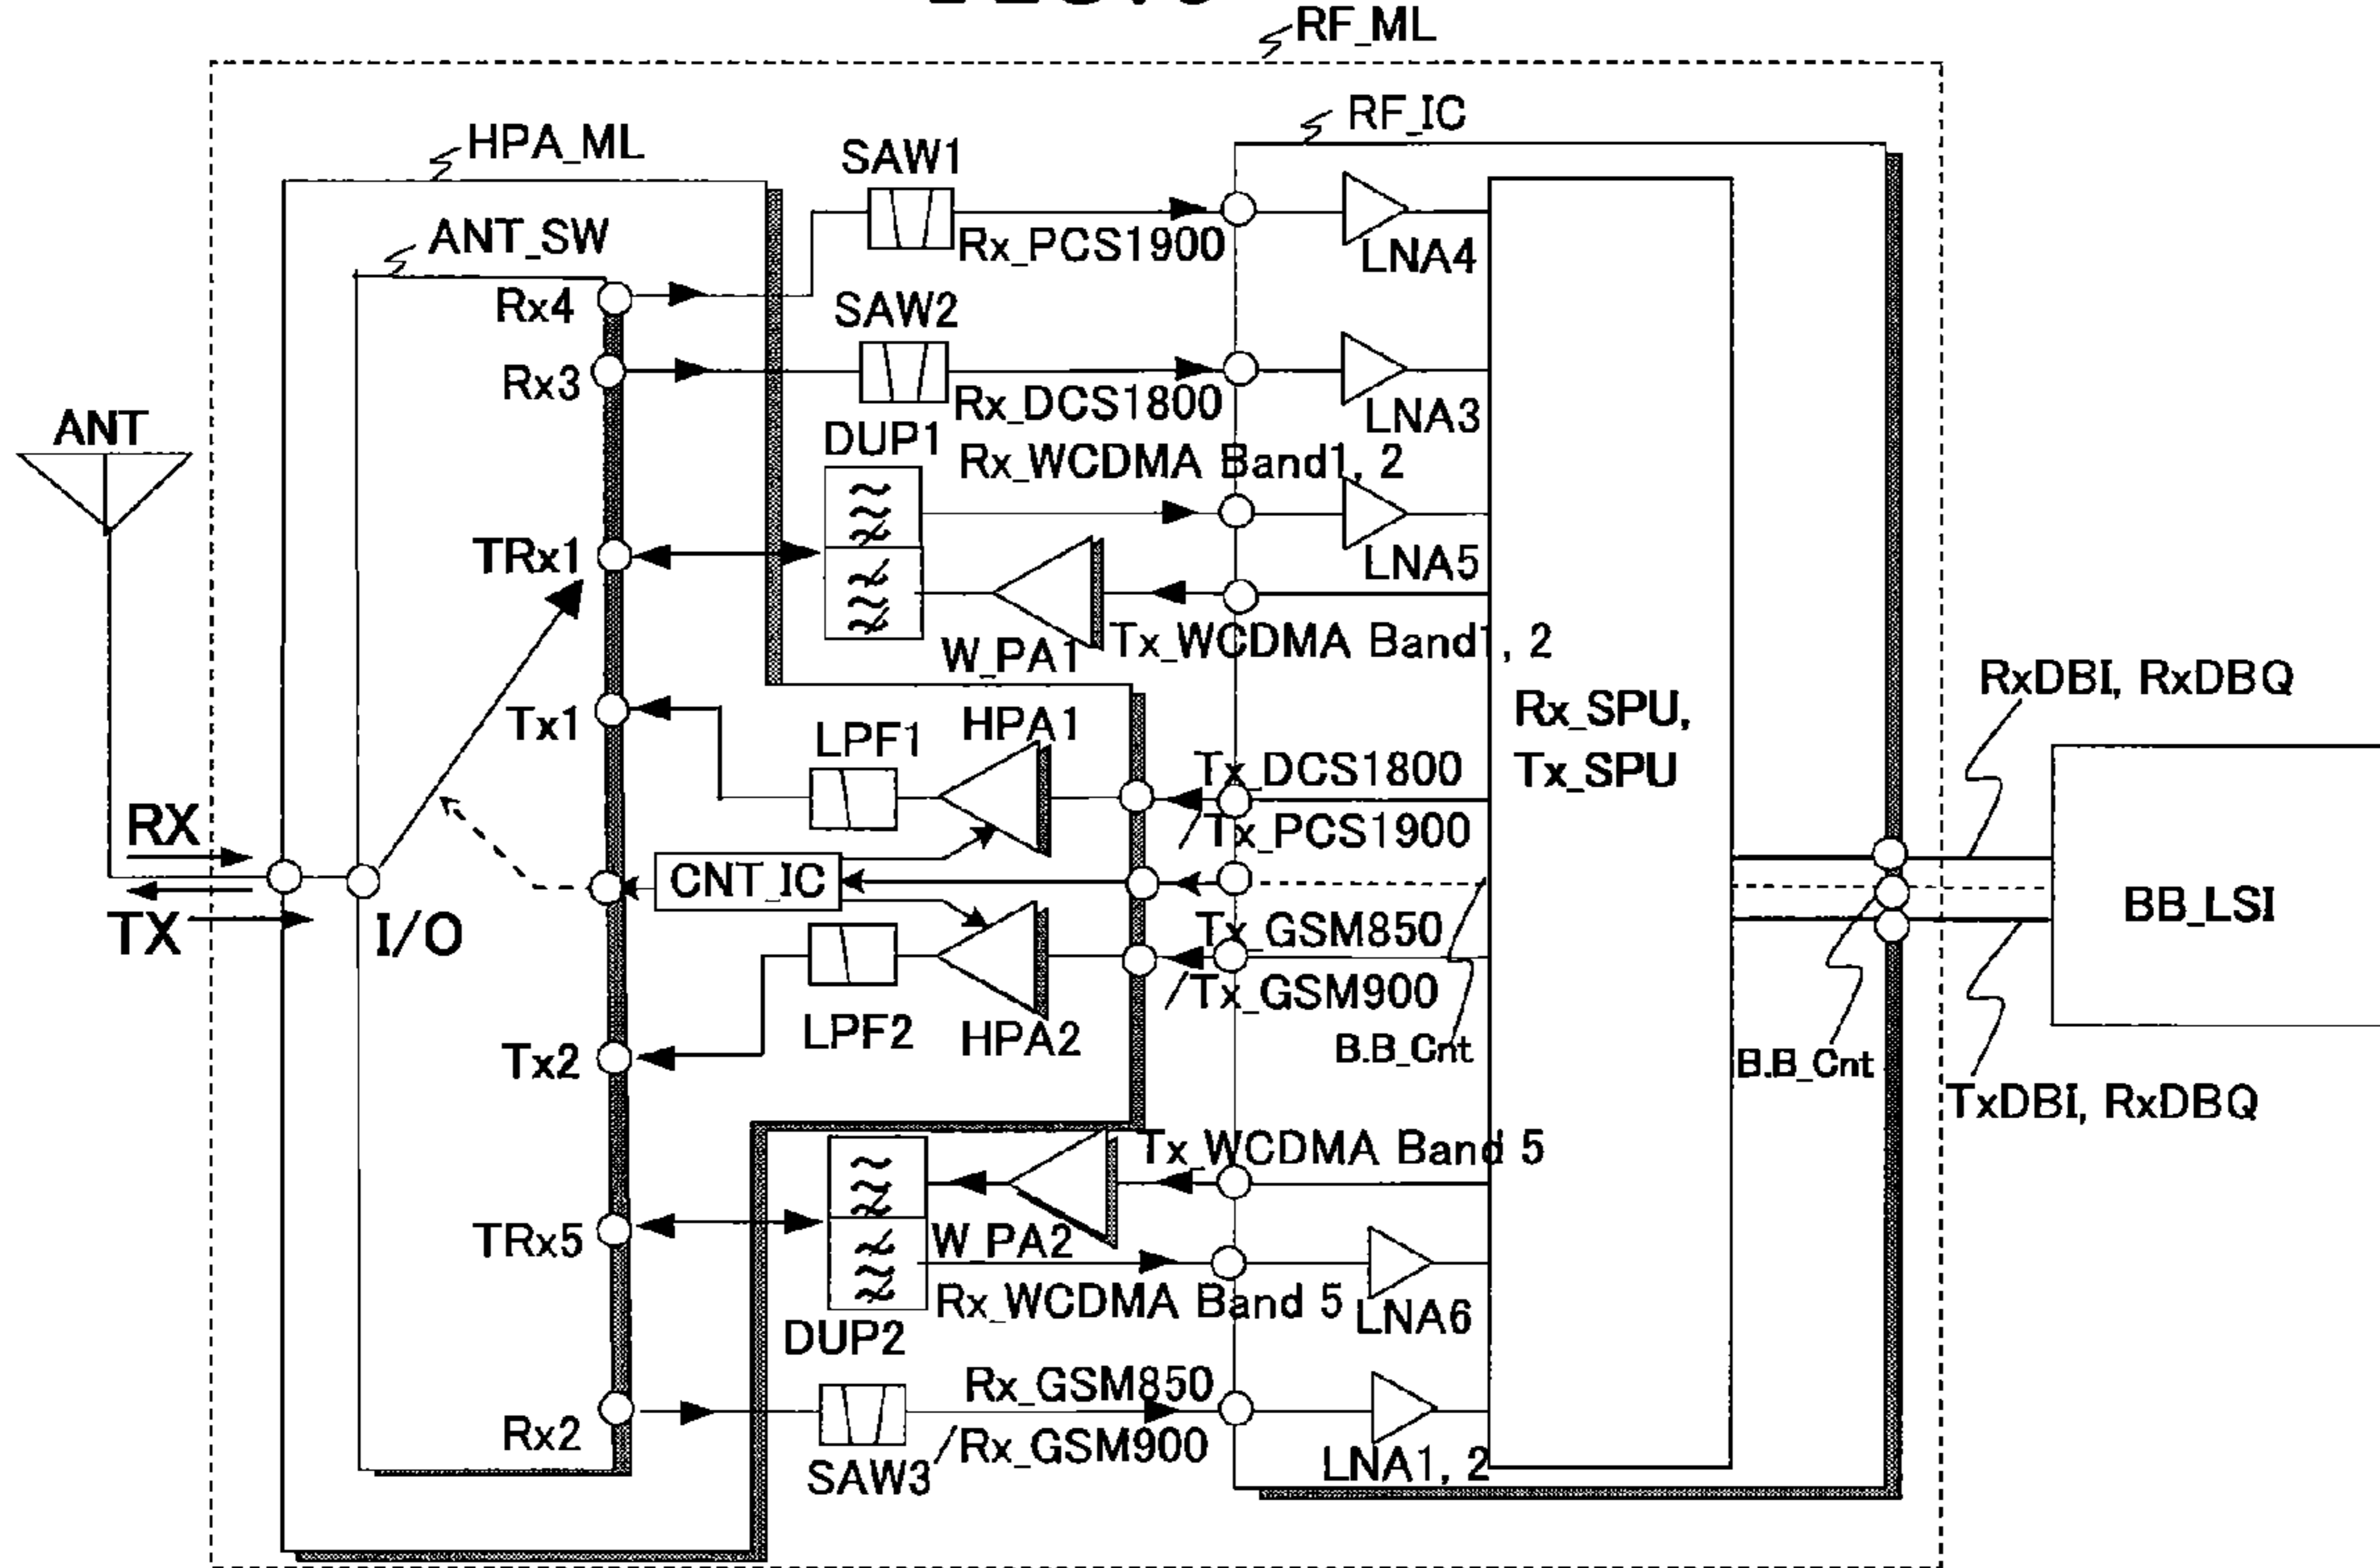 RF_ML
RF_IC
HPA_ML
SAW1
ANT_SW
Rx_PCS1900
LNA4
Rx4
SAW2
Rx3
Rx_DCS1800
LNA3
ANT
DUP1
Rx_WCDMA Band1, 2
TRx1
LNA5
W_PA1
Tx_WCDMA Band1, 2
RxDBI, RxDBQ
Tx1
LPF1
HPA1
Rx_SPU,
Tx_SPU
Tx_DCS1800
/Tx_PCS1900
RX
CNT_IC
TX
I/O
BB_LSI
Tx_GSM850
/Tx_GSM900
LPF2
HPA2
B.B_Cnt
B.B_Cnt
Tx2
TxDBI, RxDBQ
Tx_WCDMA Band 5
TRx5
W_PA2
Rx_WCDMA Band 5
LNA6
DUP2
Rx_GSM850
/Rx_GSM900
Rx2
SAW3
LNA1, 2